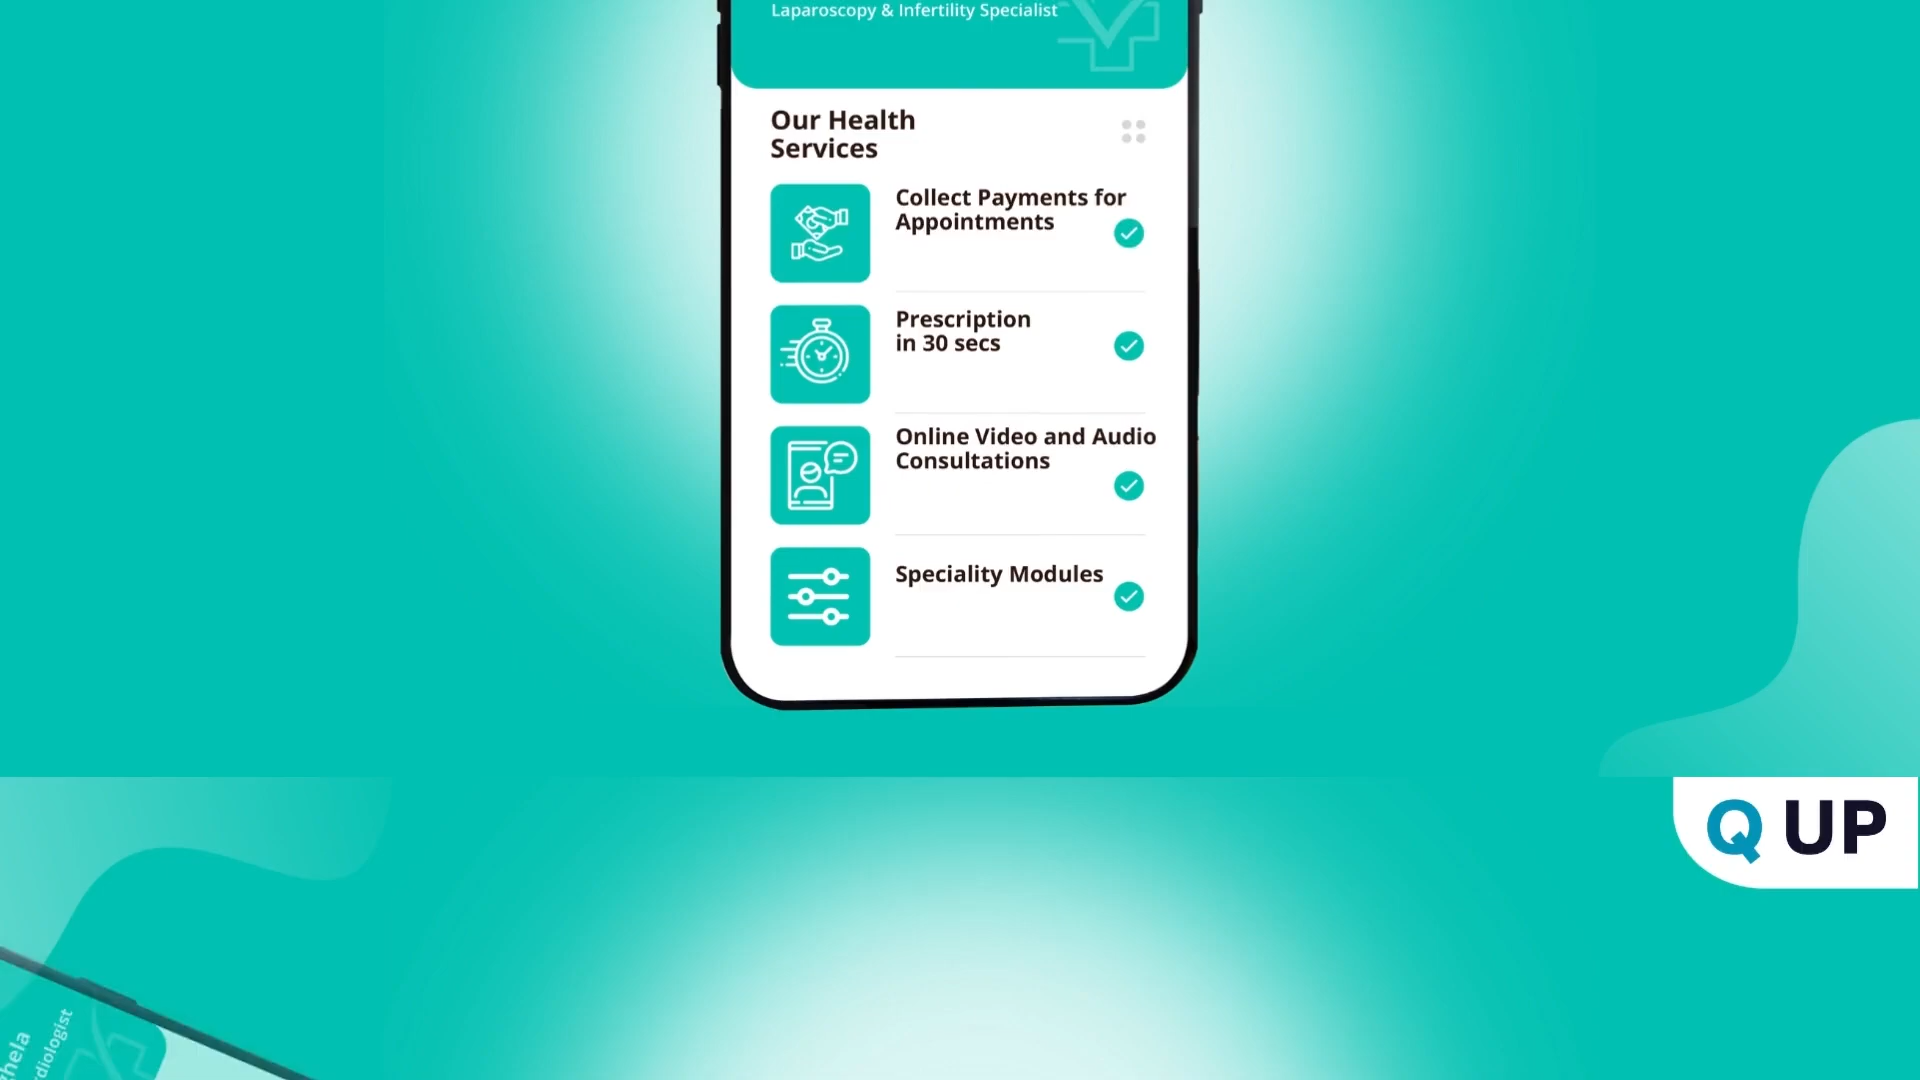 Laparoscopy & Infertility Specialist
Our Health
Services
Collect Payments for
Appointments
Prescription
in 30 secs
Online Video and Audio
Consultations
Speciality Modules
Q UP